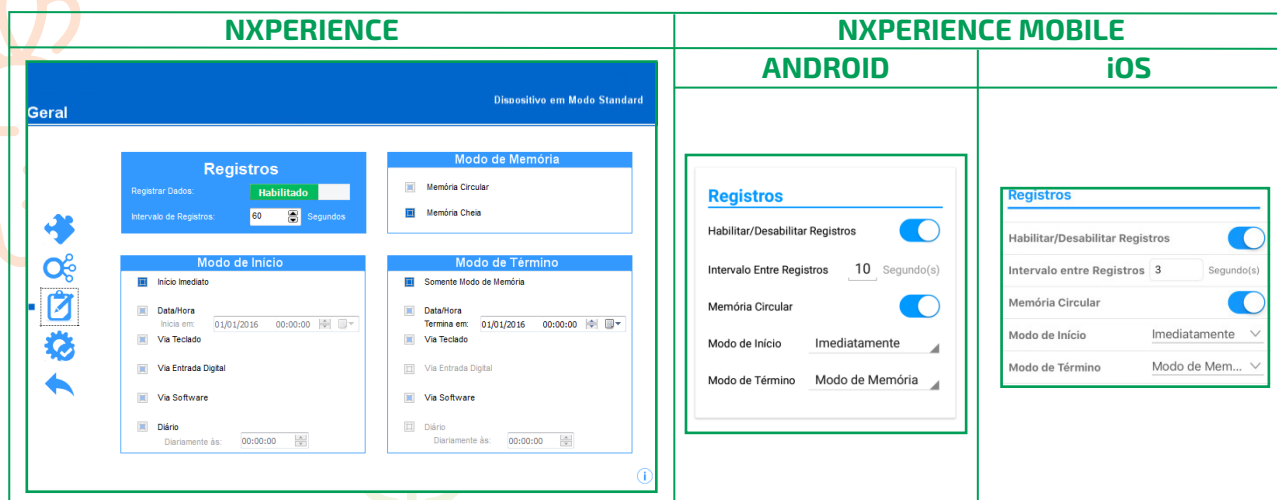 NXPERIENCE
NXPERIENCE MOBILE
ANDROID
iOS
Geral
Dispositivo em Modo Standard
Registros
Registrar Dados:
Habilitado
Intervalo de Registros:
60
Segundos
Modo de Memória
Memória Circular
Memória Cheia
Modo de Início
Início Imediato
Data/Hora
Inicia em:
01/01/2016 00:00:00
Via Teclado
Via Entrada Digital
Via Software
Diário
Diariamente às:
00:00:00
Modo de Término
Somente Modo de Memória
Data/Hora
Termina em:
01/01/2016 00:00:00
Via Teclado
Via Entrada Digital
Via Software
Diário
Diariamente às:
00:00:00
Registros
Habilitar/Desabilitar Registros
Intervalo Entre Registros 10 Segundo(s)
Memória Circular
Modo de Início Imediatamente
Modo de Término Modo de Memória
Registros
Habilitar/Desabilitar Registros
Intervalo entre Registros 3 Segundo(s)
Memória Circular
Modo de Início Imediatamente
Modo de Término Modo de Mem...